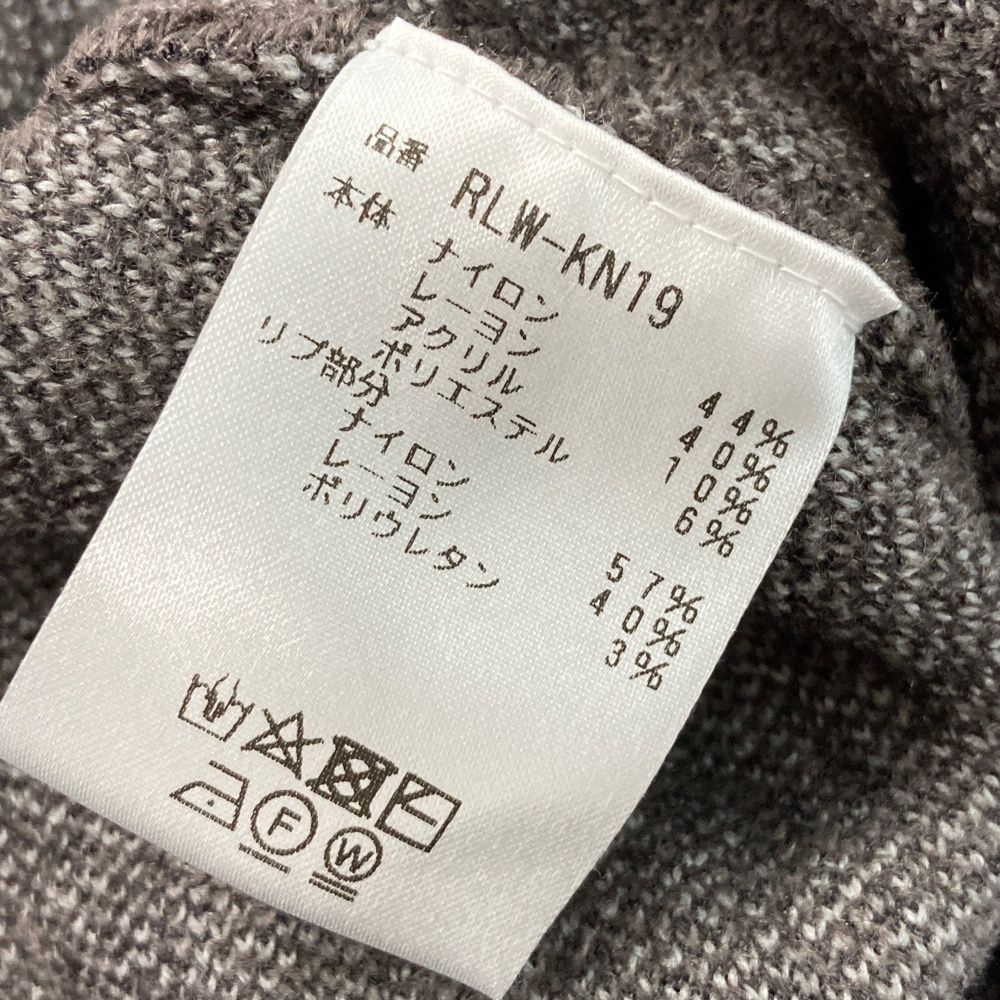 品番 RLW-KN19
本体
ナイロン 44%
レーヨン 40%
アクリル 10%
ポリエステル 6%
リブ部分
ナイロン 57%
レーヨン 40%
ポリウレタン 3%
F
W